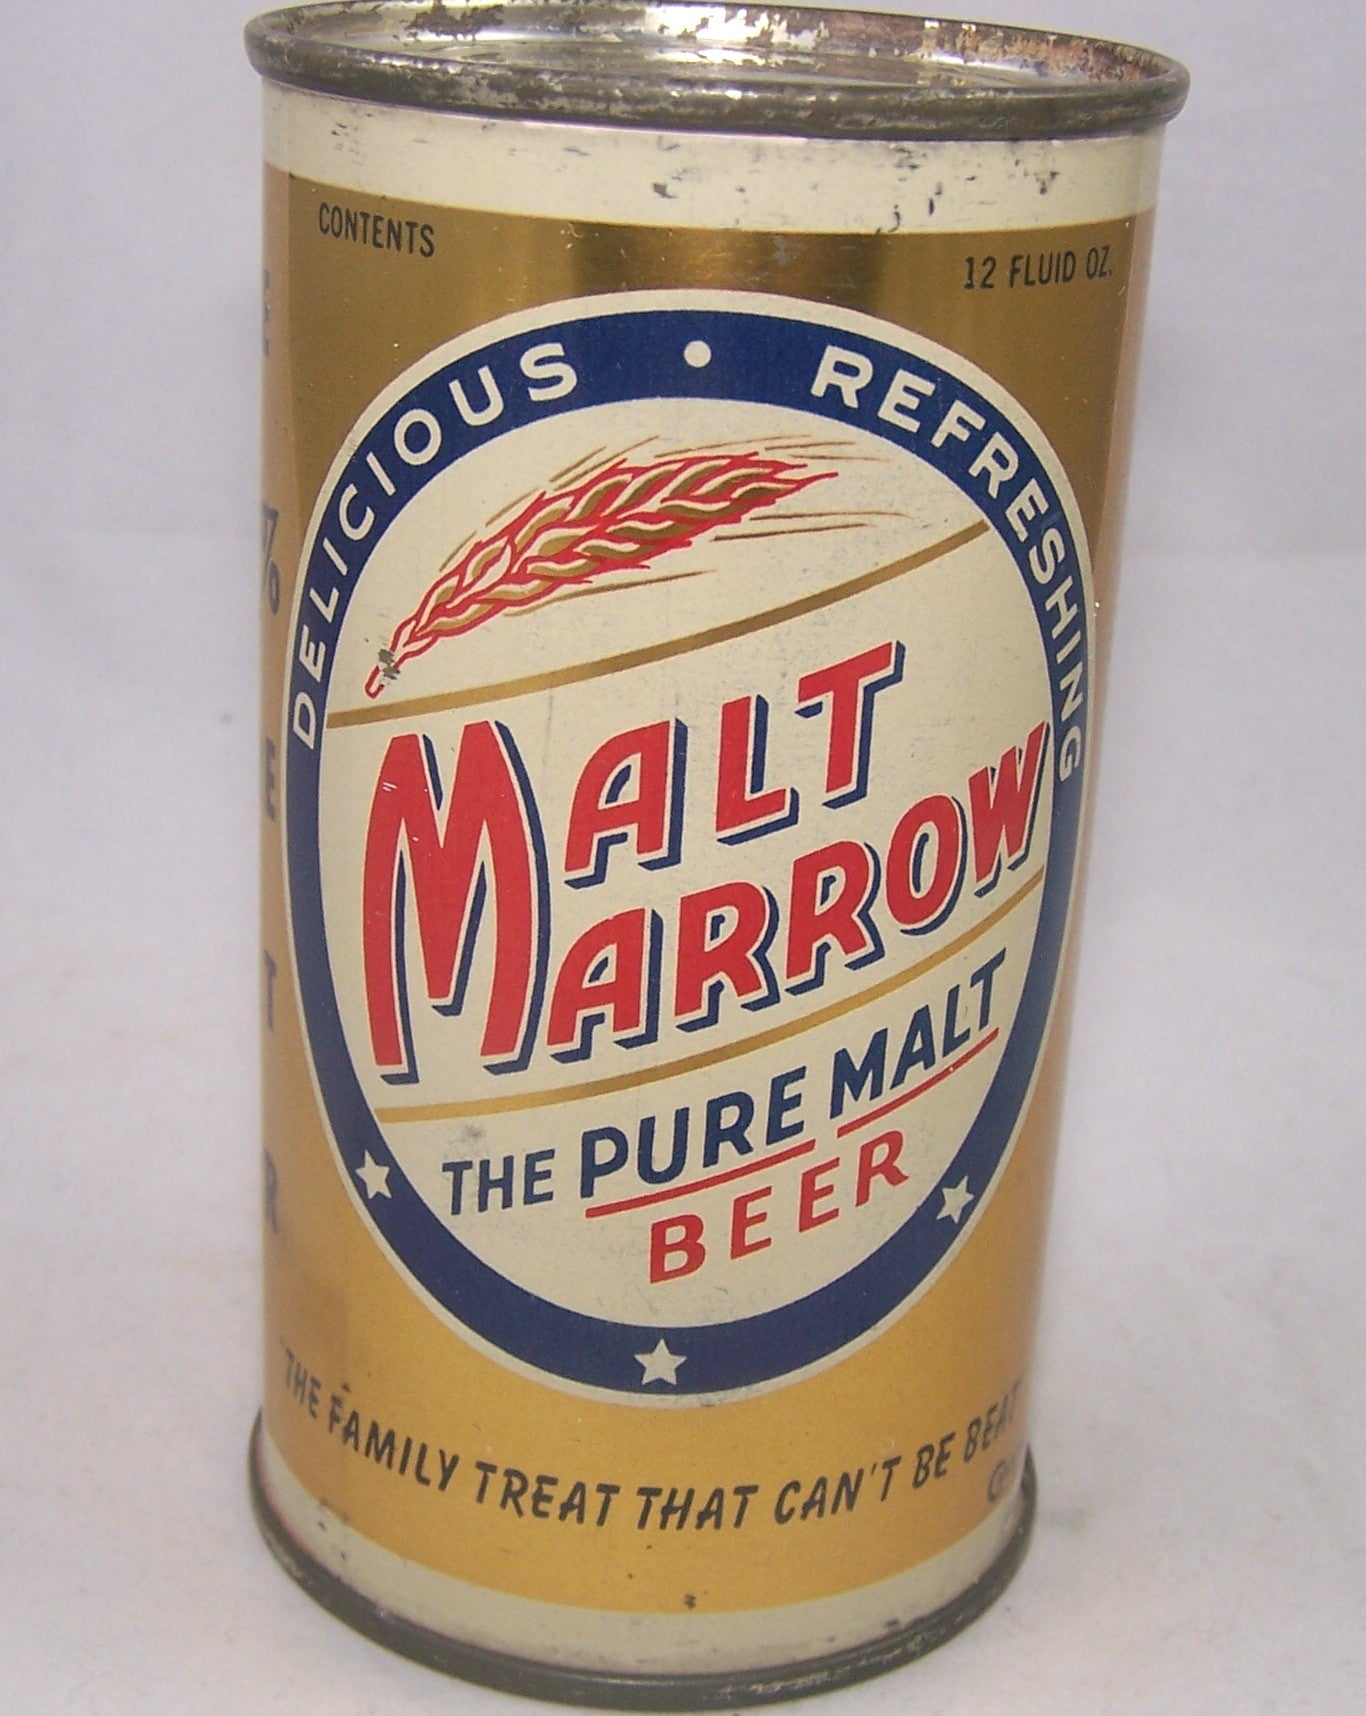 CONTENTS
12 FLUID OZ.
DELICIOUS • REFRESHING
MALT
MARROW
THE PURE MALT
BEER
THE FAMILY TREAT THAT CAN'T BE BEAT
%
E
T
R